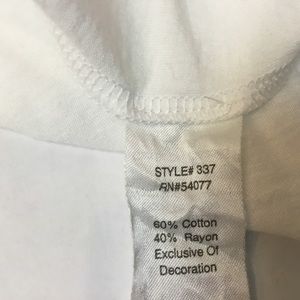 STYLE# 337
RN#54077
60% Cotton
40% Rayon
Exclusive Of
Decoration